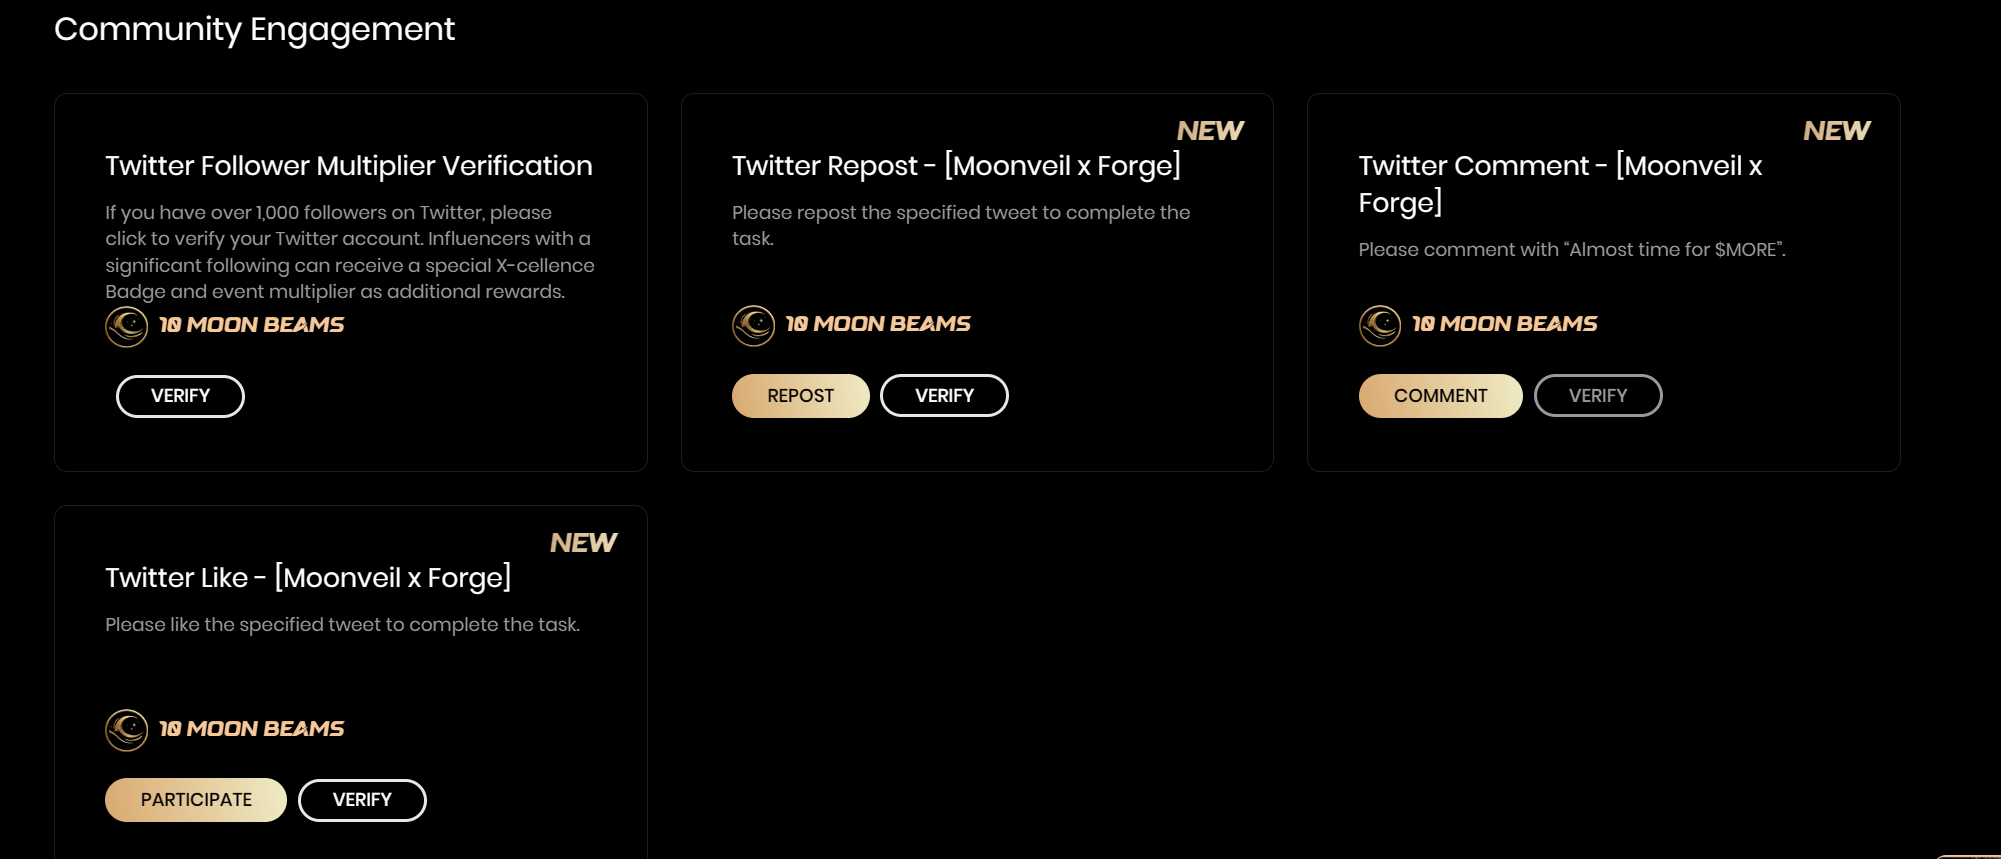 Community Engagement
Twitter Follower Multiplier Verification
If you have over 1,000 followers on Twitter, please
click to verify your Twitter account. Influencers with a
significant following can receive a special X-cellence
Badge and event multiplier as additional rewards.
10 MOON BEAMS
VERIFY
NEW
Twitter Repost - [Moonveil x Forge]
Please repost the specified tweet to complete the
task.
10 MOON BEAMS
REPOST VERIFY
NEW
Twitter Comment - [Moonveil x
Forge]
Please comment with “Almost time for $MORE”.
10 MOON BEAMS
COMMENT VERIFY
NEW
Twitter Like - [Moonveil x Forge]
Please like the specified tweet to complete the task.
10 MOON BEAMS
PARTICIPATE VERIFY